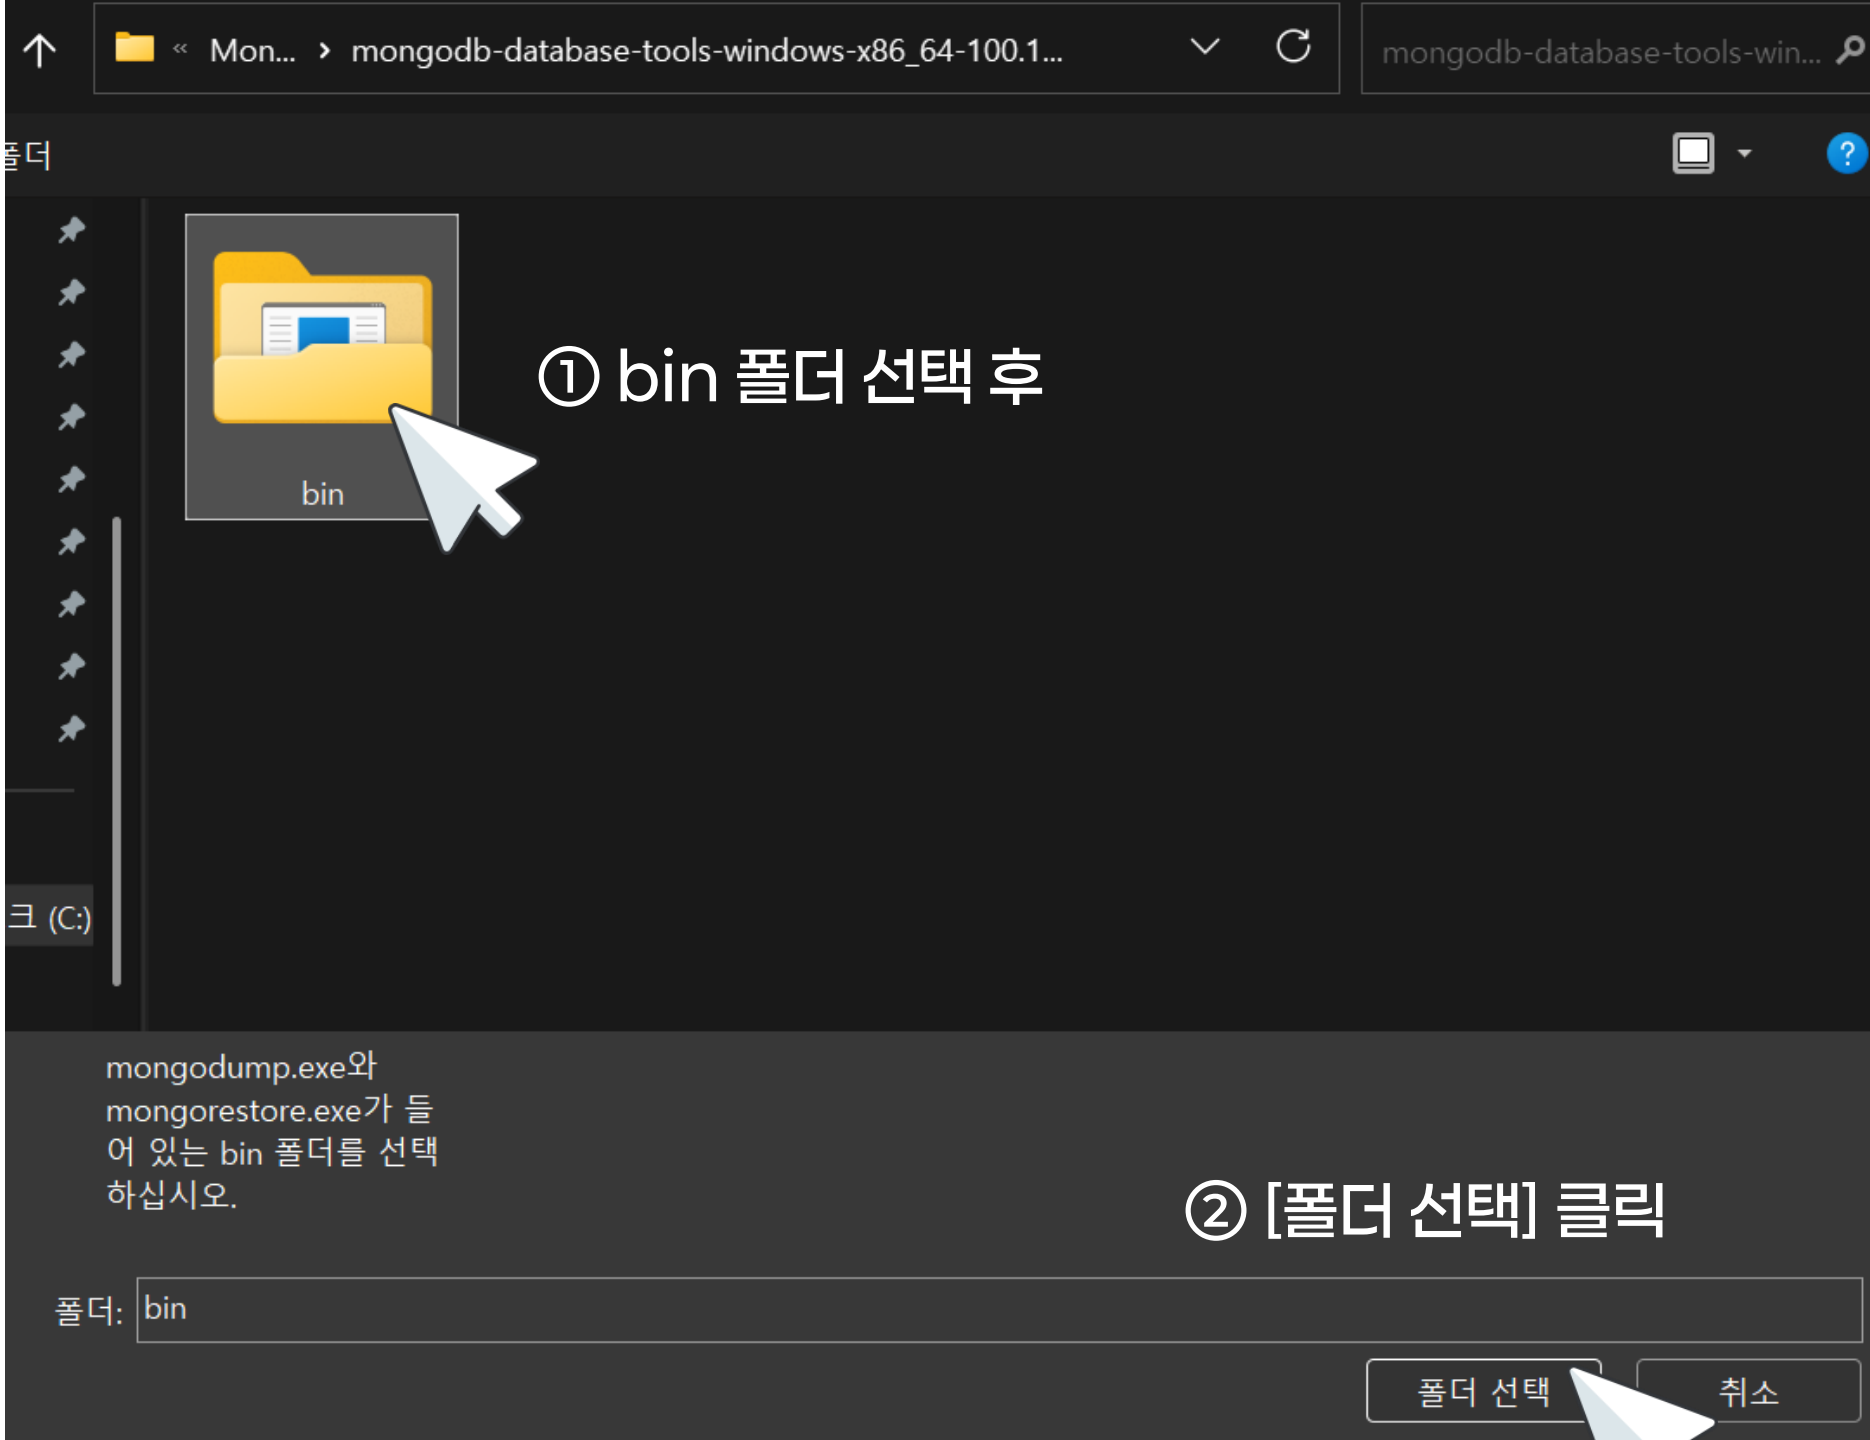 « Mon... > mongodb-database-tools-windows-x86_64-100.1...
mongodb-database-tools-win...
폴더
① bin 폴더 선택 후
bin
크 (C:)
mongodump.exe와
mongorestore.exe가 들
어 있는 bin 폴더를 선택
하십시오.
② [폴더 선택] 클릭
폴더: bin
폴더 선택
취소